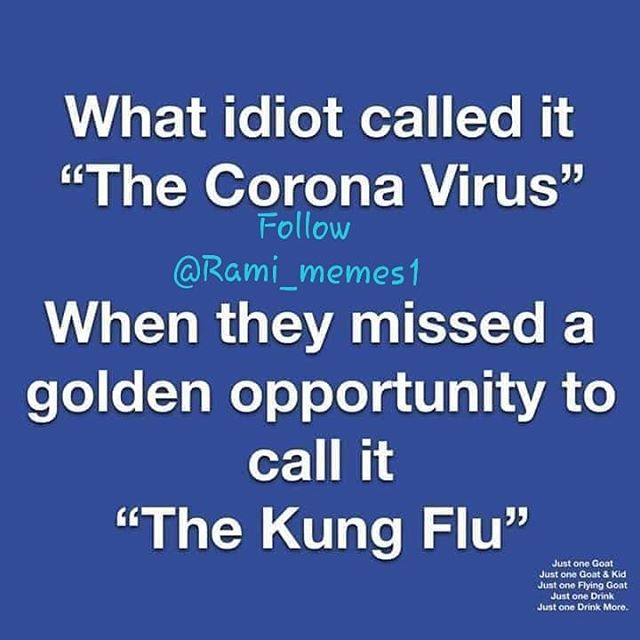 What idiot called it
“The Corona Virus”
Follow
@Rami_memes1
When they missed a
golden opportunity to
call it
“The Kung Flu”
Just one Goat
Just one Goat & Kid
Just one Flying Goat
Just one Drink
Just one Drink More.